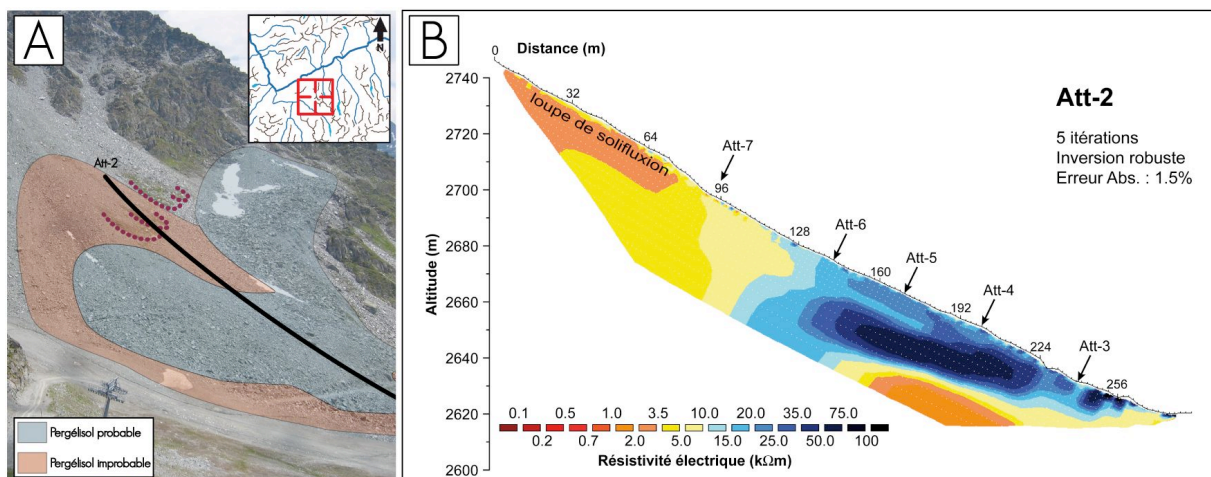 A
N
Att-2
Pergélisol probable
Pergélisol improbable
B
Distance (m)
0
32
64
96
128
160
192
224
256
loupe de solifluxion
Att-7
Att-6
Att-5
Att-4
Att-3
Att-2
5 itérations
Inversion robuste
Erreur Abs. : 1.5%
Altitude (m)
2740
2720
2700
2680
2660
2640
2620
2600
0.1 0.5 1.0 3.5 10.0 20.0 35.0 75.0
0.2 0.7 2.0 5.0 15.0 25.0 50.0 100
Résistivité électrique (kΩm)